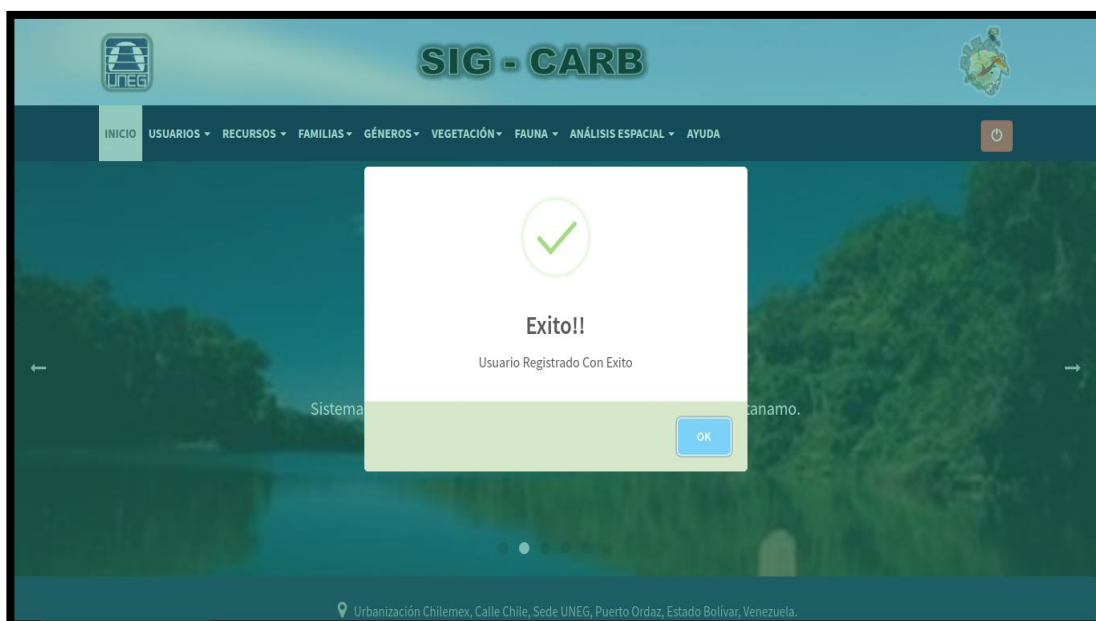 UNEG
SIG - CARB
INICIO USUARIOS RECURSOS FAMILIAS GÉNEROS VEGETACIÓN FAUNA ANÁLISIS ESPACIAL AYUDA
Exito!!
Usuario Registrado Con Exito
Sistema tanamo.
OK
Urbanización Chilemex, Calle Chile, Sede UNEG, Puerto Ordaz, Estado Bolívar, Venezuela.